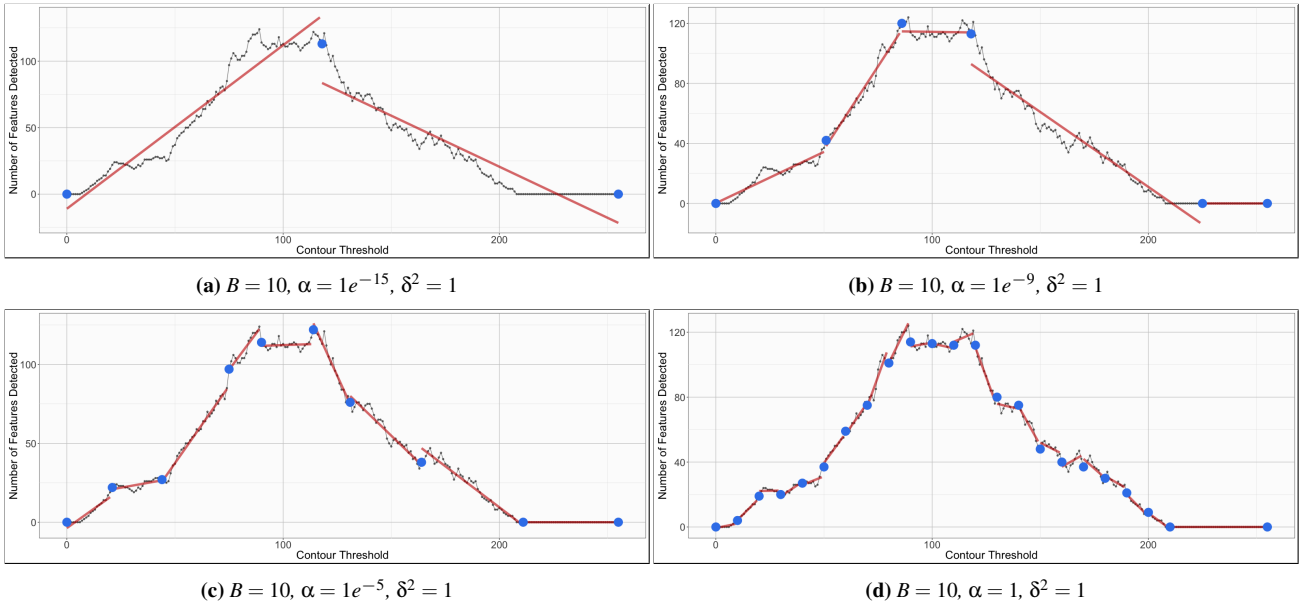 Number of Features Detected
100
50
0
0
100
200
Contour Threshold
(a) B = 10, α = 1e⁻¹⁵, δ² = 1
Number of Features Detected
120
80
40
0
0
100
200
Contour Threshold
(b) B = 10, α = 1e⁻⁹, δ² = 1
Number of Features Detected
100
50
0
0
100
200
Contour Threshold
(c) B = 10, α = 1e⁻⁵, δ² = 1
Number of Features Detected
120
80
40
0
0
100
200
Contour Threshold
(d) B = 10, α = 1, δ² = 1